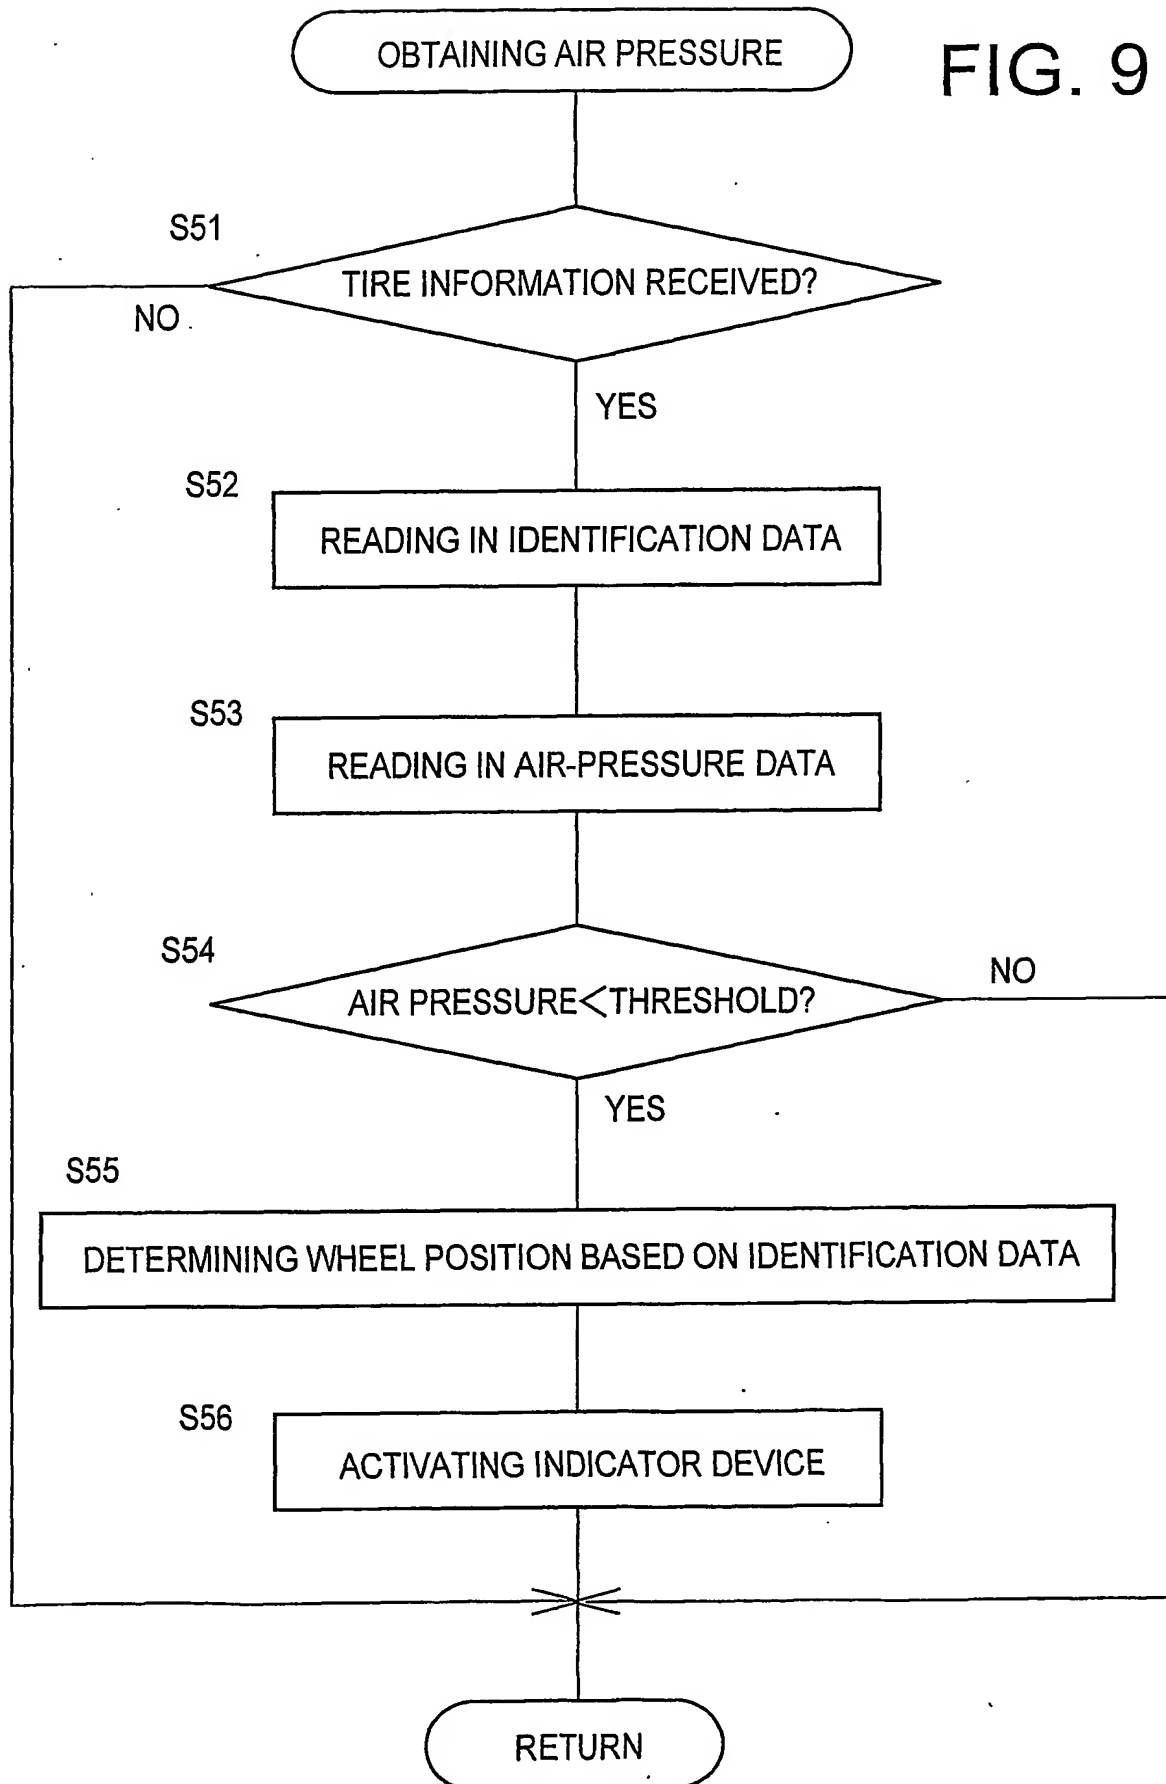 OBTAINING AIR PRESSURE
FIG. 9
S51
TIRE INFORMATION RECEIVED?
NO
YES
S52
READING IN IDENTIFICATION DATA
S53
READING IN AIR-PRESSURE DATA
S54
AIR PRESSURE<THRESHOLD?
NO
YES
S55
DETERMINING WHEEL POSITION BASED ON IDENTIFICATION DATA
S56
ACTIVATING INDICATOR DEVICE
RETURN